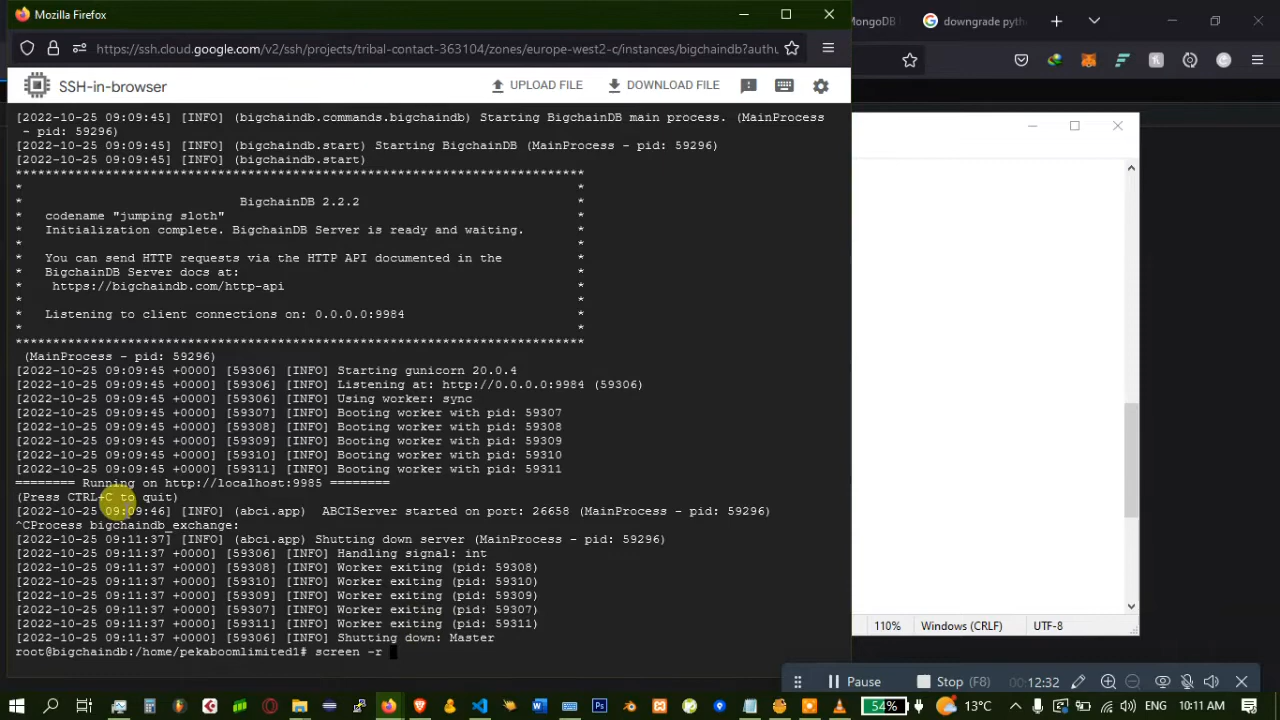 Mozilla Firefox
MongoDB
downgrade pyth
https://ssh.cloud.google.com/v2/ssh/projects/tribal-contact-363104/zones/europe-west2-c/instances/bigchaindb?authu
SSH-in-browser
UPLOAD FILE
DOWNLOAD FILE
[2022-10-25 09:09:45] [INFO] (bigchaindb.commands.bigchaindb) Starting BigchainDB main process. (MainProcess
- pid: 59296)
[2022-10-25 09:09:45] [INFO] (bigchaindb.start) Starting BigchainDB (MainProcess - pid: 59296)
[2022-10-25 09:09:45] [INFO] (bigchaindb.start)
******************************************************************************
* *
* BigchainDB 2.2.2 *
* codename "jumping sloth" *
* Initialization complete. BigchainDB Server is ready and waiting. *
* *
* You can send HTTP requests via the HTTP API documented in the *
* BigchainDB Server docs at: *
* https://bigchaindb.com/http-api *
* *
* Listening to client connections on: 0.0.0.0:9984 *
* *
******************************************************************************
(MainProcess - pid: 59296)
[2022-10-25 09:09:45 +0000] [59306] [INFO] Starting gunicorn 20.0.4
[2022-10-25 09:09:45 +0000] [59306] [INFO] Listening at: http://0.0.0.0:9984 (59306)
[2022-10-25 09:09:45 +0000] [59306] [INFO] Using worker: sync
[2022-10-25 09:09:45 +0000] [59307] [INFO] Booting worker with pid: 59307
[2022-10-25 09:09:45 +0000] [59308] [INFO] Booting worker with pid: 59308
[2022-10-25 09:09:45 +0000] [59309] [INFO] Booting worker with pid: 59309
[2022-10-25 09:09:45 +0000] [59310] [INFO] Booting worker with pid: 59310
[2022-10-25 09:09:45 +0000] [59311] [INFO] Booting worker with pid: 59311
======== Running on http://localhost:9985 ========
(Press CTRL+C to quit)
[2022-10-25 09:09:46] [INFO] (abci.app) ABCIServer started on port: 26658 (MainProcess - pid: 59296)
^CProcess bigchaindb_exchange:
[2022-10-25 09:11:37] [INFO] (abci.app) Shutting down server (MainProcess - pid: 59296)
[2022-10-25 09:11:37 +0000] [59306] [INFO] Handling signal: int
[2022-10-25 09:11:37 +0000] [59308] [INFO] Worker exiting (pid: 59308)
[2022-10-25 09:11:37 +0000] [59310] [INFO] Worker exiting (pid: 59310)
[2022-10-25 09:11:37 +0000] [59309] [INFO] Worker exiting (pid: 59309)
[2022-10-25 09:11:37 +0000] [59307] [INFO] Worker exiting (pid: 59307)
[2022-10-25 09:11:37 +0000] [59311] [INFO] Worker exiting (pid: 59311)
[2022-10-25 09:11:37 +0000] [59306] [INFO] Shutting down: Master
root@bigchaindb:/home/pekaboomlimited1# screen -r
110% Windows (CRLF) UTF-8
Pause Stop (F8) 00:12:32
54% 13°C ENG 10:11 AM